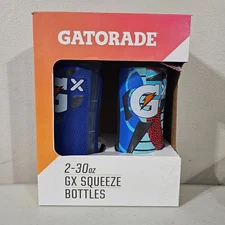 GATORADE
GX
G
2-30oz
GX SQUEEZE
BOTTLES